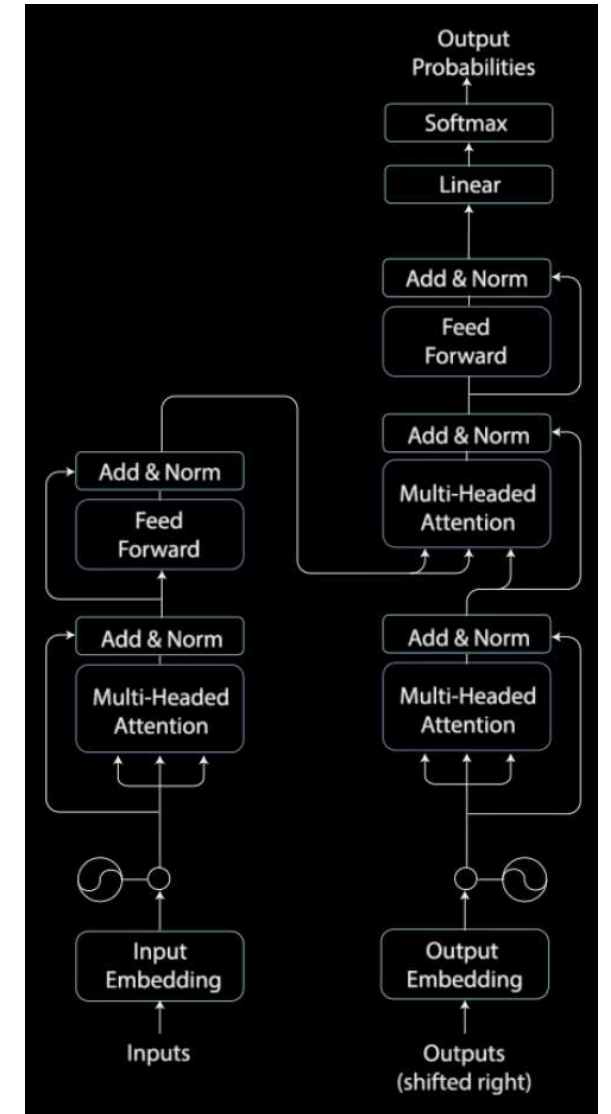 Output
Probabilities
Softmax
Linear
Add & Norm
Feed
Forward
Add & Norm
Multi-Headed
Attention
Add & Norm
Feed
Forward
Add & Norm
Multi-Headed
Attention
Add & Norm
Multi-Headed
Attention
Input
Embedding
Output
Embedding
Inputs
Outputs
(shifted right)